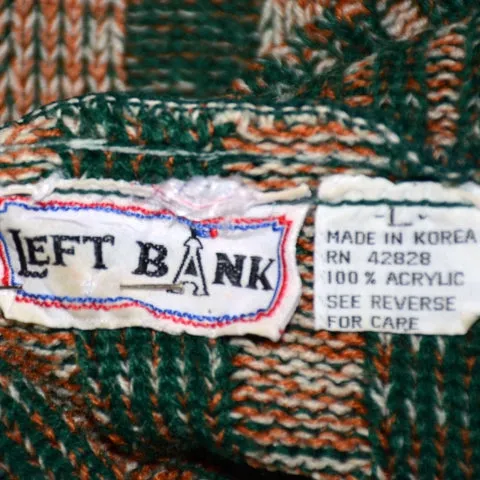 LEFT BANK
-L-
MADE IN KOREA
RN 42828
100% ACRYLIC
SEE REVERSE
FOR CARE